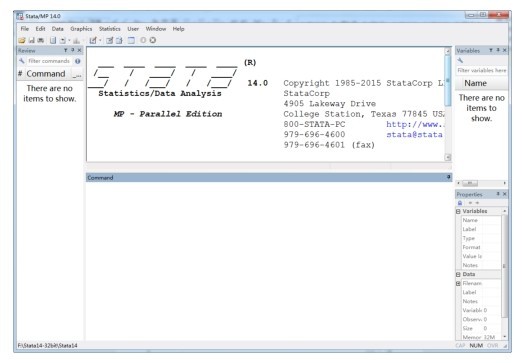 Stata/MP 14.0
File Edit Data Graphics Statistics User Window Help
Review
Filter commands
# Command _...
There are no
items to show.
(R)
14.0 Copyright 1985-2015 StataCorp L
Statistics/Data Analysis StataCorp
4905 Lakeway Drive
MP - Parallel Edition College Station, Texas 77845 US
800-STATA-PC http://www.
979-696-4600 stata@stata
979-696-4601 (fax)
Command
Variables
Filter variables here
Name
There are no
items to
show.
Properties
Variables
Name
Label
Type
Format
Value la
Notes
Data
Filenam
Label
Notes
Variable 0
Observ 0
Size 0
Memor 32M
F:\Stata14-32bit\Stata14
CAP NUM OVR